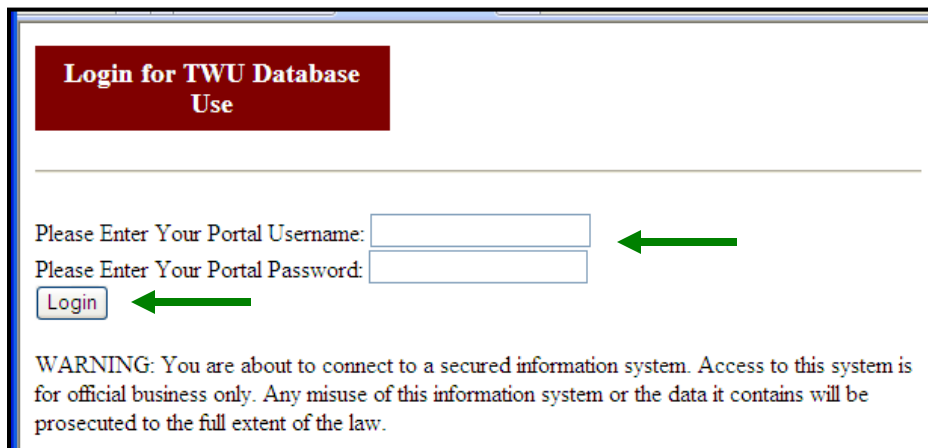 Login for TWU Database
Use
Please Enter Your Portal Username:
Please Enter Your Portal Password:
Login
WARNING: You are about to connect to a secured information system. Access to this system is
for official business only. Any misuse of this information system or the data it contains will be
prosecuted to the full extent of the law.